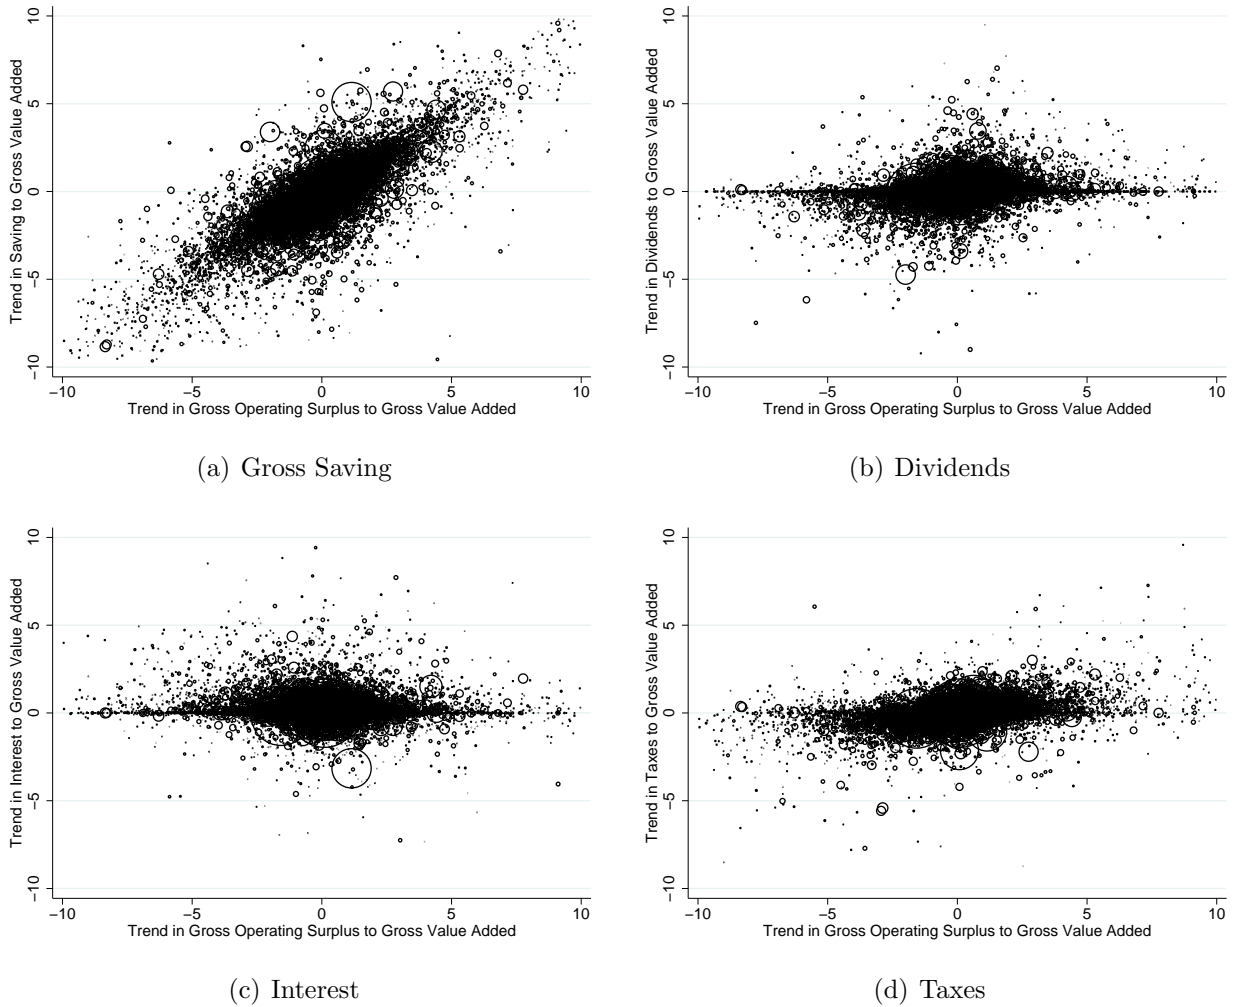 Trend in Saving to Gross Value Added
10
5
0
−5
−10
−10 −5 0 5 10
Trend in Gross Operating Surplus to Gross Value Added
(a) Gross Saving
Trend in Dividends to Gross Value Added
10
5
0
−5
−10
−10 −5 0 5 10
Trend in Gross Operating Surplus to Gross Value Added
(b) Dividends
Trend in Interest to Gross Value Added
10
5
0
−5
−10
−10 −5 0 5 10
Trend in Gross Operating Surplus to Gross Value Added
(c) Interest
Trend in Taxes to Gross Value Added
10
5
0
−5
−10
−10 −5 0 5 10
Trend in Gross Operating Surplus to Gross Value Added
(d) Taxes